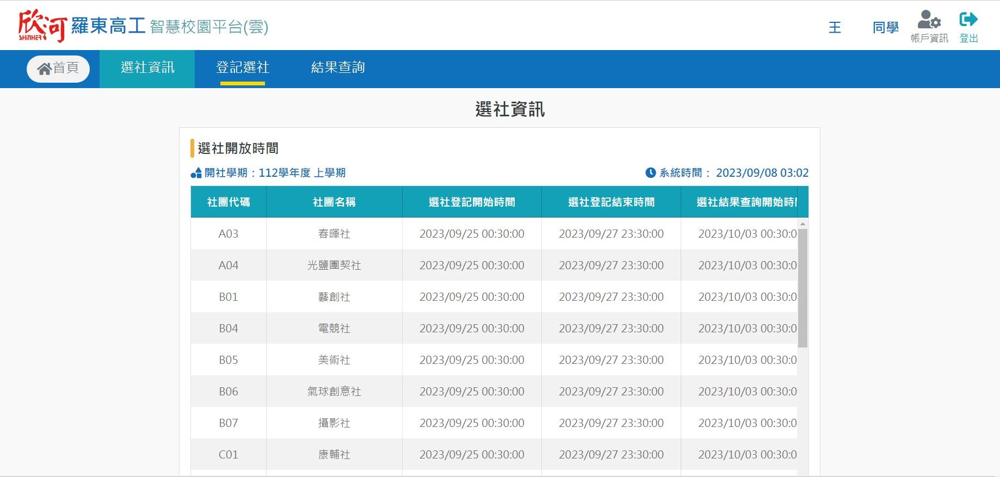 欣河 SHINHER 羅東高工 智慧校園平台(雲) 王 同學 帳戶資訊 登出
首頁 選社資訊 登記選社 結果查詢
選社資訊
選社開放時間
開社學期：112學年度 上學期 系統時間： 2023/09/08 03:02
社團代碼 社團名稱 選社登記開始時間 選社登記結束時間 選社結果查詢開始時
A03 春暉社 2023/09/25 00:30:00 2023/09/27 23:30:00 2023/10/03 00:30:0
A04 光鹽團契社 2023/09/25 00:30:00 2023/09/27 23:30:00 2023/10/03 00:30:0
B01 藝創社 2023/09/25 00:30:00 2023/09/27 23:30:00 2023/10/03 00:30:0
B04 電競社 2023/09/25 00:30:00 2023/09/27 23:30:00 2023/10/03 00:30:0
B05 美術社 2023/09/25 00:30:00 2023/09/27 23:30:00 2023/10/03 00:30:0
B06 氣球創意社 2023/09/25 00:30:00 2023/09/27 23:30:00 2023/10/03 00:30:0
B07 攝影社 2023/09/25 00:30:00 2023/09/27 23:30:00 2023/10/03 00:30:0
C01 康輔社 2023/09/25 00:30:00 2023/09/27 23:30:00 2023/10/03 00:30:0